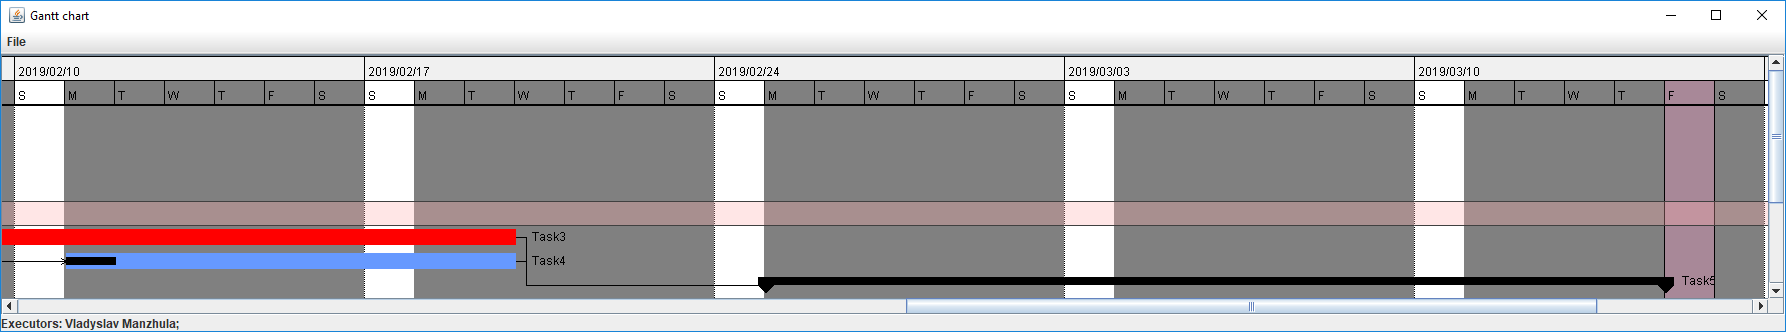 Gantt chart
File
2019/02/10 2019/02/17 2019/02/24 2019/03/03 2019/03/10
S M T W T F S S M T W T F S S M T W T F S S M T W T F S S M T W T F S
Task3
Task4
Task5
Executors: Vladyslav Manzhula;